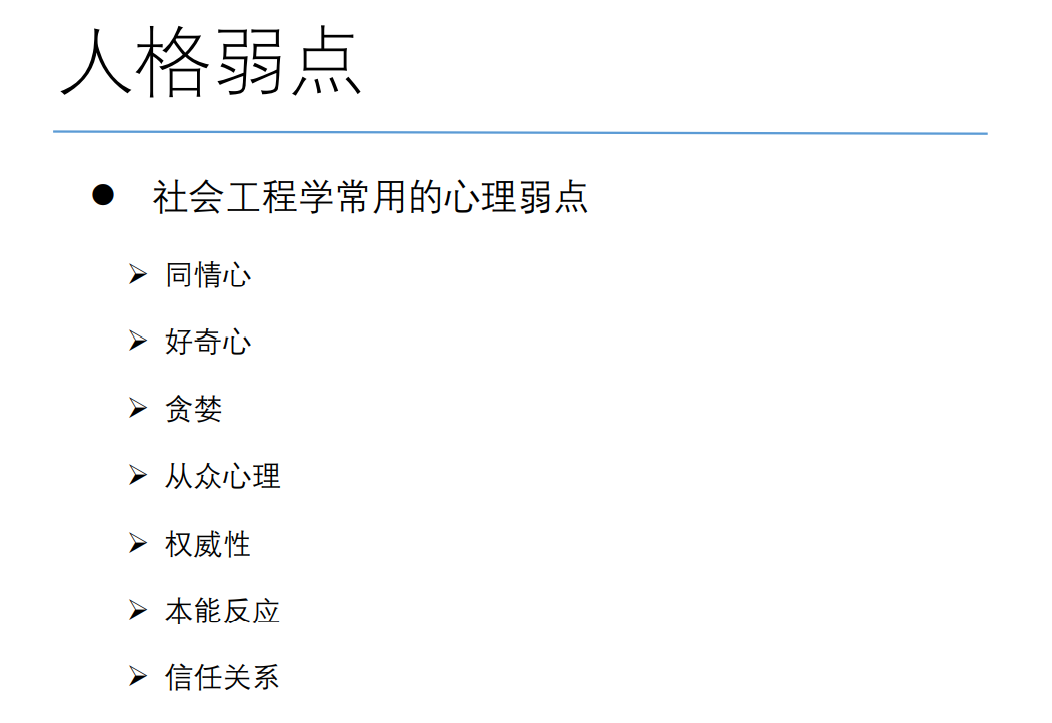 人格弱点
● 社会工程学常用的心理弱点
➢ 同情心
➢ 好奇心
➢ 贪婪
➢ 从众心理
➢ 权威性
➢ 本能反应
➢ 信任关系